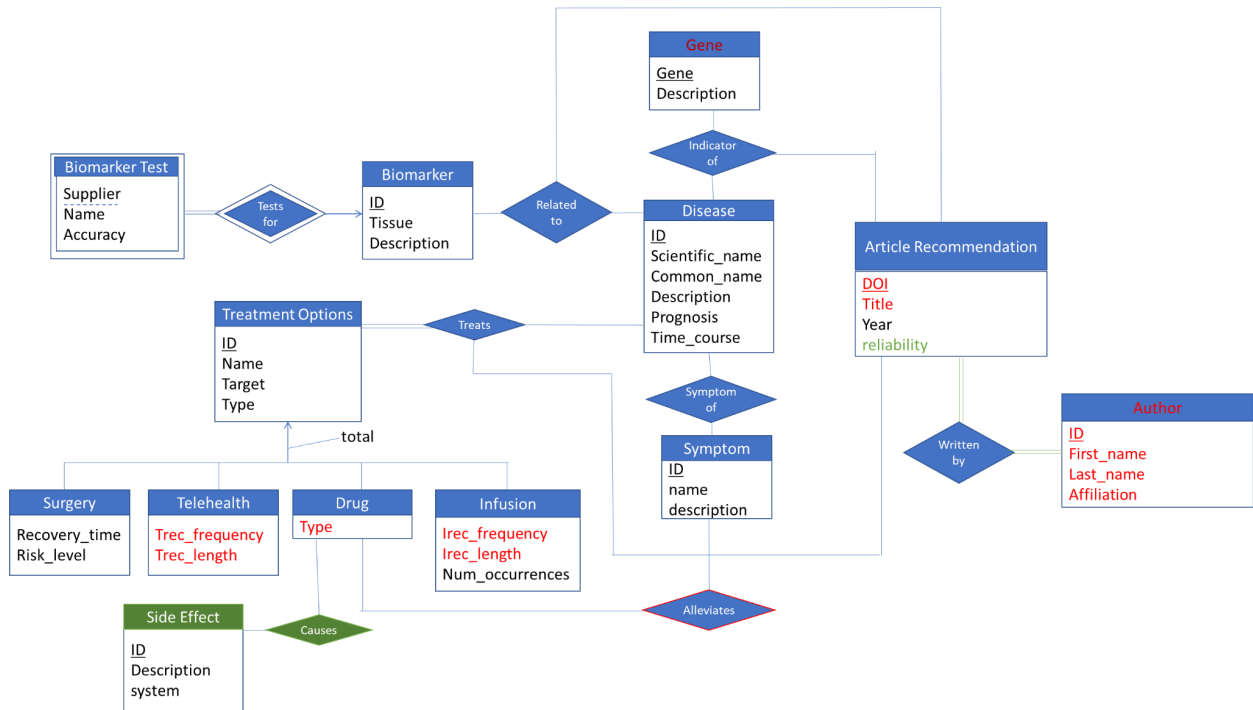 Gene
Gene
Description
Indicator
of
Biomarker Test
Supplier
Name
Accuracy
Tests
for
Biomarker
ID
Tissue
Description
Related
to
Disease
ID
Scientific_name
Common_name
Description
Prognosis
Time_course
Article Recommendation
DOI
Title
Year
reliability
Treatment Options
ID
Name
Target
Type
Treats
total
Symptom
of
Symptom
ID
name
description
Written
by
Author
ID
First_name
Last_name
Affiliation
Surgery
Recovery_time
Risk_level
Telehealth
Trec_frequency
Trec_length
Drug
Type
Infusion
Irec_frequency
Irec_length
Num_occurrences
Side Effect
ID
Description
system
Causes
Alleviates